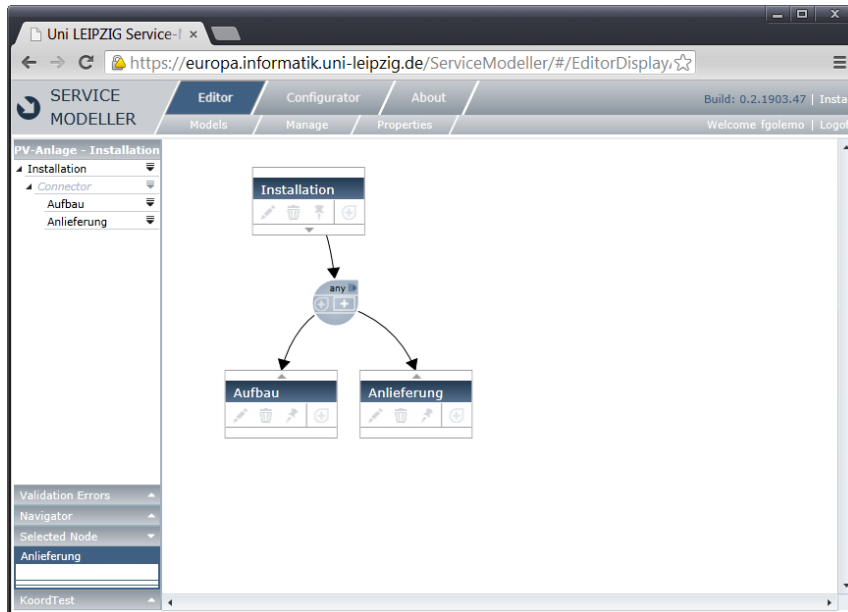 Uni LEIPZIG Service-
https://europa.informatik.uni-leipzig.de/ServiceModeller/#/EditorDisplay/
SERVICE
MODELLER
Editor
Configurator
About
Build: 0.2.1903.47 | Insta
Models
Manage
Properties
Welcome fgolemo | Logof
PV-Anlage - Installation
Installation
Connector
Aufbau
Anlieferung
Installation
any
Aufbau
Anlieferung
Validation Errors
Navigator
Selected Node
Anlieferung
KoordTest